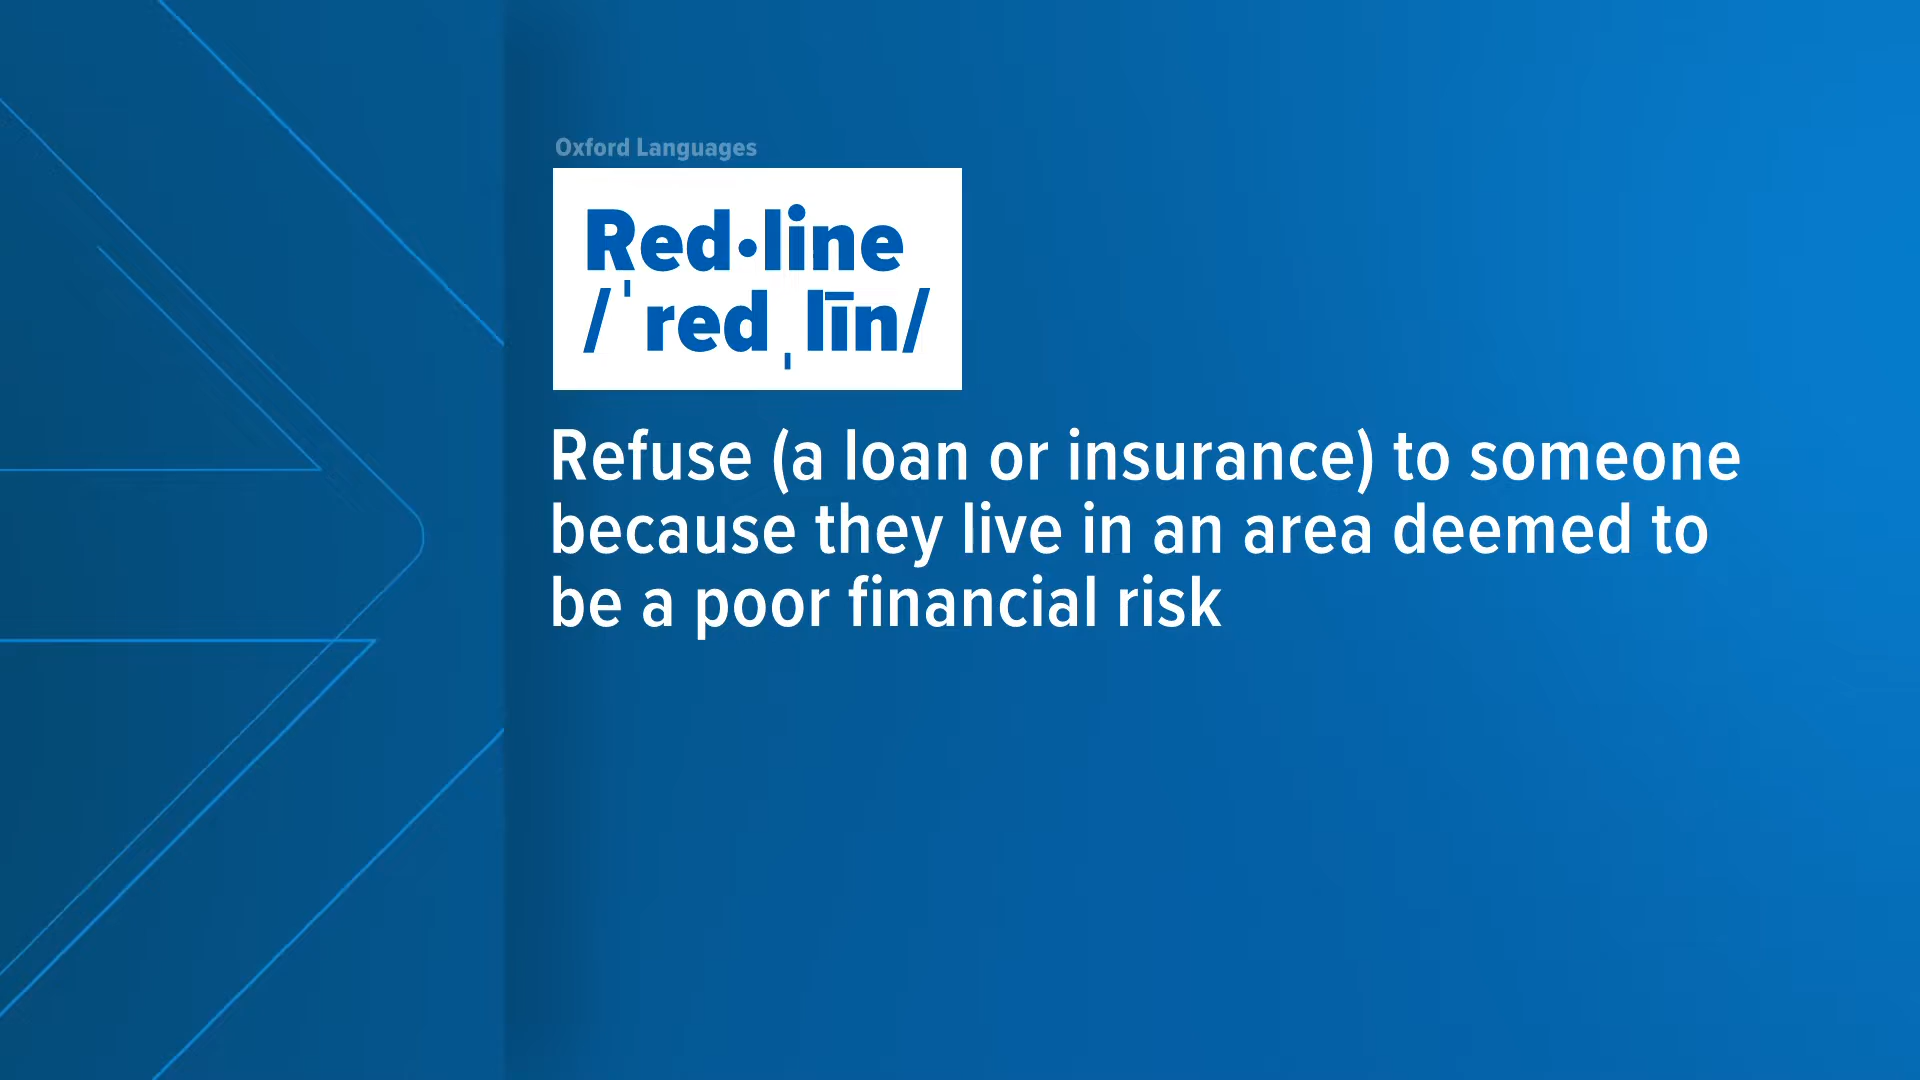 Oxford Languages
Red•line
/ˈredˌlīn/
Refuse (a loan or insurance) to someone
because they live in an area deemed to
be a poor financial risk